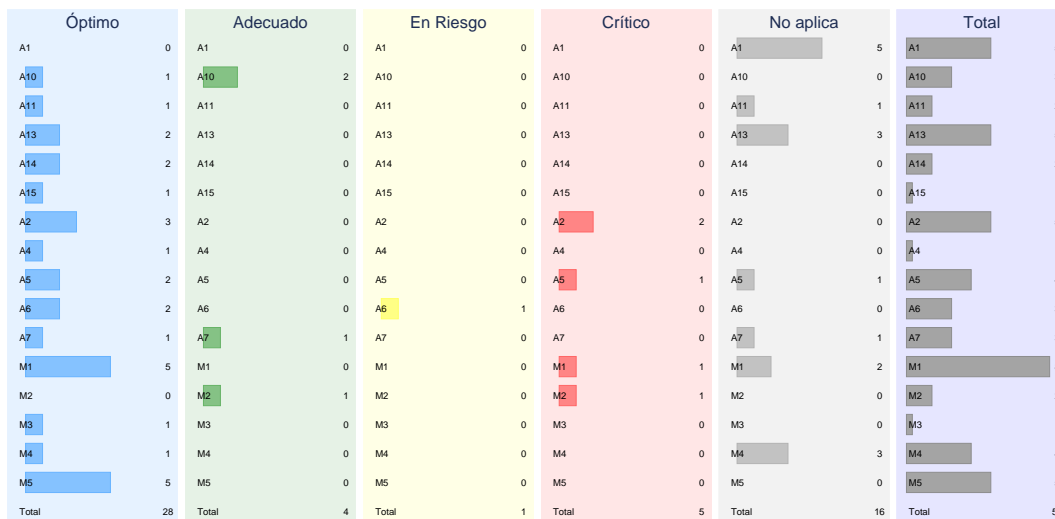 Óptimo Adecuado En Riesgo Crítico No aplica Total
A1 0 A1 0 A1 0 A1 0 A1 5 A1
A10 1 A10 2 A10 0 A10 0 A10 0 A10
A11 1 A11 0 A11 0 A11 0 A11 1 A11
A13 2 A13 0 A13 0 A13 0 A13 3 A13
A14 2 A14 0 A14 0 A14 0 A14 0 A14
A15 1 A15 0 A15 0 A15 0 A15 0 A15
A2 3 A2 0 A2 0 A2 2 A2 0 A2
A4 1 A4 0 A4 0 A4 0 A4 0 A4
A5 2 A5 0 A5 0 A5 1 A5 1 A5
A6 2 A6 0 A6 1 A6 0 A6 0 A6
A7 1 A7 1 A7 0 A7 0 A7 1 A7
M1 5 M1 0 M1 0 M1 1 M1 2 M1
M2 0 M2 1 M2 0 M2 1 M2 0 M2
M3 1 M3 0 M3 0 M3 0 M3 0 M3
M4 1 M4 0 M4 0 M4 0 M4 3 M4
M5 5 M5 0 M5 0 M5 0 M5 0 M5
Total 28 Total 4 Total 1 Total 5 Total 16 Total